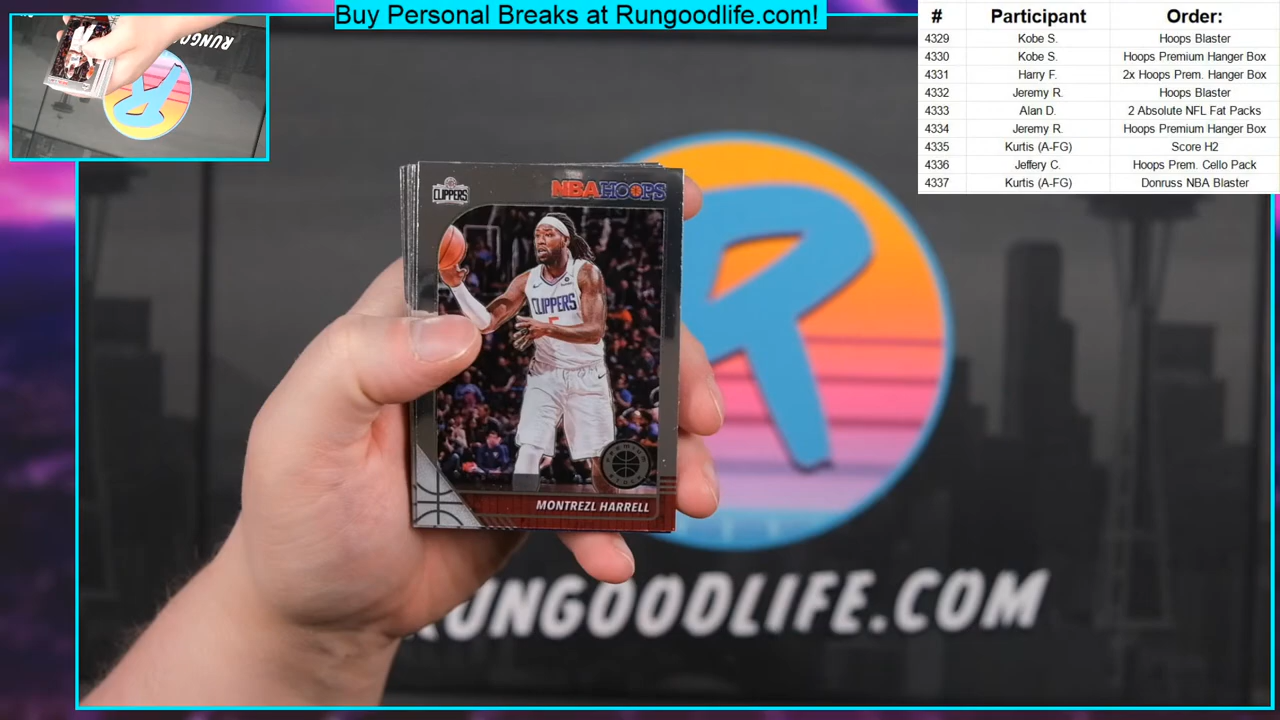 Buy Personal Breaks at Rungoodlife.com!
# Participant Order:
4329 Kobe S. Hoops Blaster
4330 Kobe S. Hoops Premium Hanger Box
4331 Harry F. 2x Hoops Prem. Hanger Box
4332 Jeremy R. Hoops Blaster
4333 Alan D. 2 Absolute NFL Fat Packs
4334 Jeremy R. Hoops Premium Hanger Box
4335 Kurtis (A-FG) Score H2
4336 Jeffery C. Hoops Prem. Cello Pack
4337 Kurtis (A-FG) Donruss NBA Blaster
CLIPPERS
NBA HOOPS
CLIPPERS
MONTREZL HARRELL
R
RUNGOODLIFE.COM